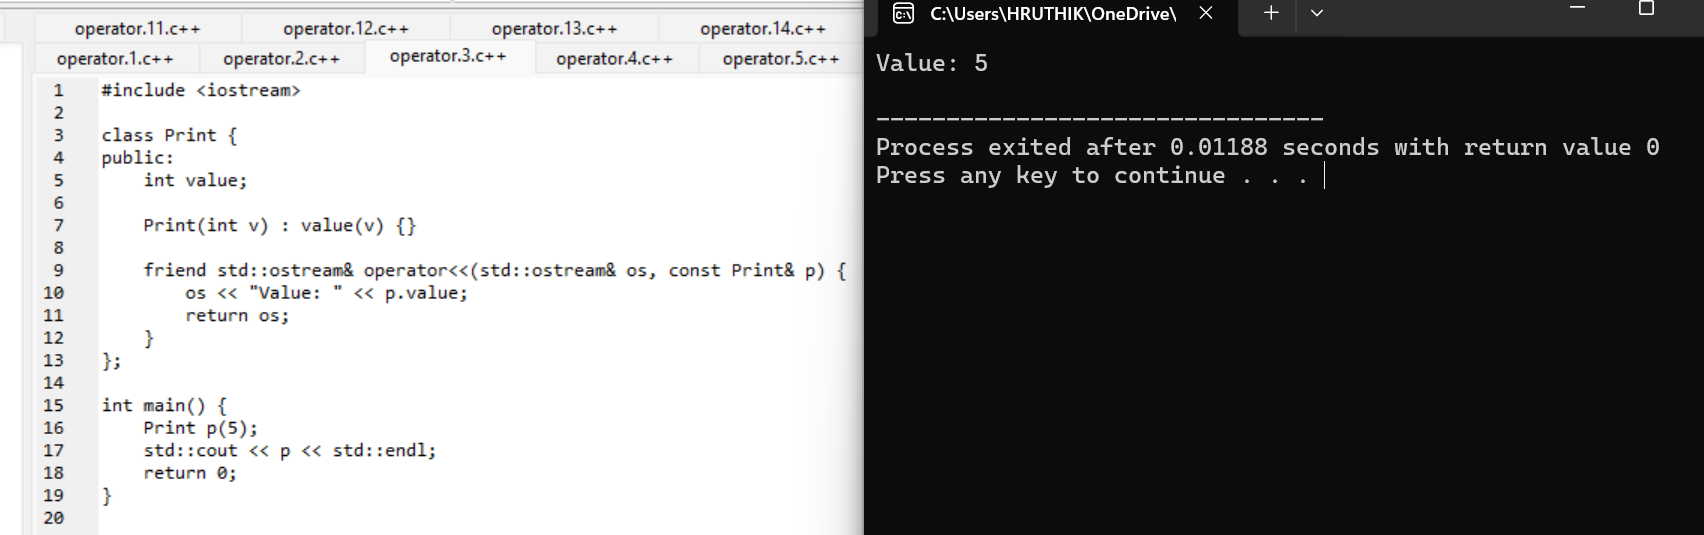 operator.11.c++ operator.12.c++ operator.13.c++ operator.14.c++
operator.1.c++ operator.2.c++ operator.3.c++ operator.4.c++ operator.5.c++
1 #include <iostream>
2
3 class Print {
4 public:
5     int value;
6
7     Print(int v) : value(v) {}
8
9     friend std::ostream& operator<<(std::ostream& os, const Print& p) {
10         os << "Value: " << p.value;
11         return os;
12     }
13 };
14
15 int main() {
16     Print p(5);
17     std::cout << p << std::endl;
18     return 0;
19 }
20
C:\Users\HRUTHIK\OneDrive\
Value: 5
--------------------------------
Process exited after 0.01188 seconds with return value 0
Press any key to continue . . .